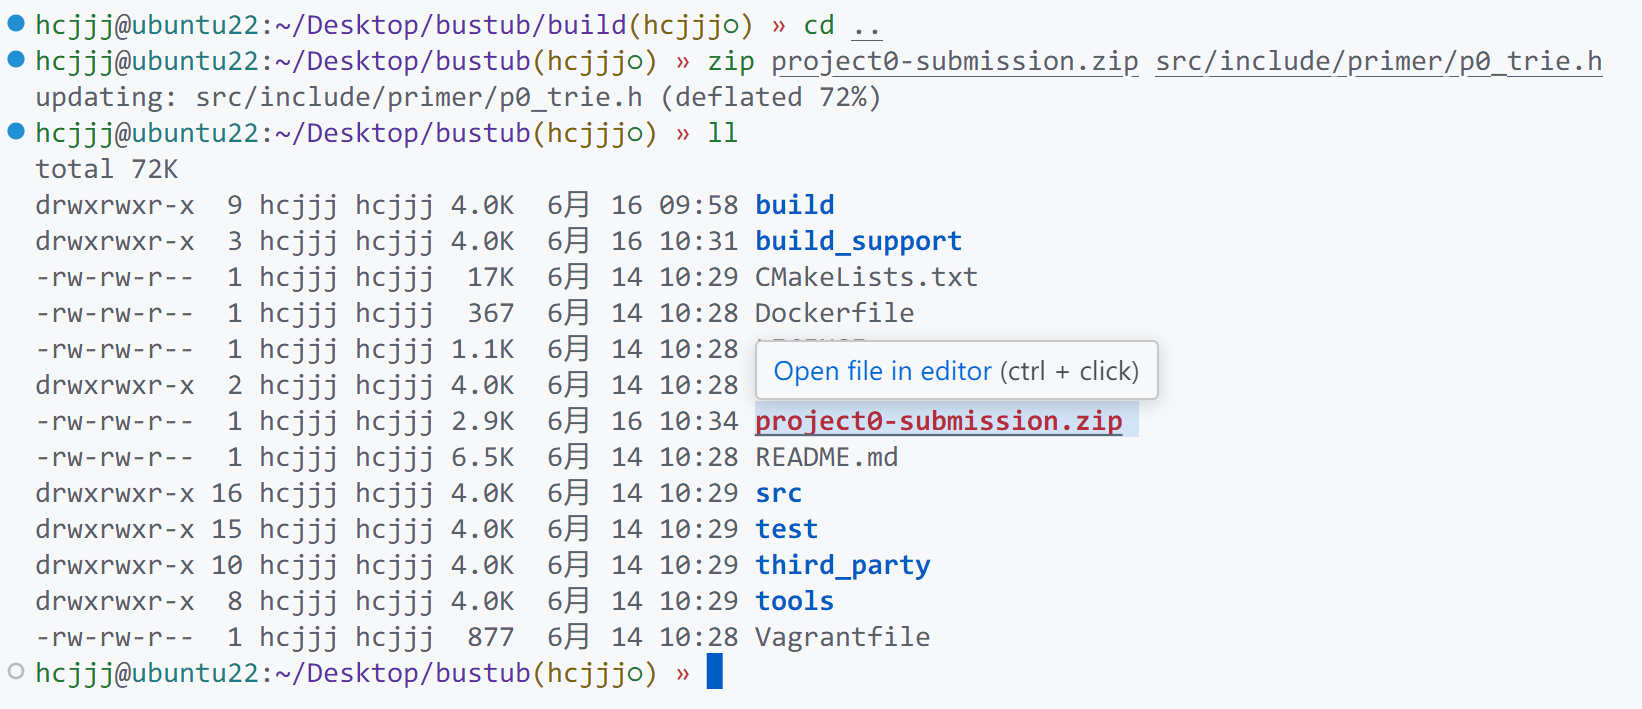 hcjjj@ubuntu22:~/Desktop/bustub/build(hcjjj○) » cd ..
hcjjj@ubuntu22:~/Desktop/bustub(hcjjj○) » zip project0-submission.zip src/include/primer/p0_trie.h
updating: src/include/primer/p0_trie.h (deflated 72%)
hcjjj@ubuntu22:~/Desktop/bustub(hcjjj○) » ll
total 72K
drwxrwxr-x  9 hcjjj hcjjj 4.0K  6月 16 09:58 build
drwxrwxr-x  3 hcjjj hcjjj 4.0K  6月 16 10:31 build_support
-rw-rw-r--  1 hcjjj hcjjj  17K  6月 14 10:29 CMakeLists.txt
-rw-rw-r--  1 hcjjj hcjjj  367  6月 14 10:28 Dockerfile
-rw-rw-r--  1 hcjjj hcjjj 1.1K  6月 14 10:28
Open file in editor (ctrl + click)
drwxrwxr-x  2 hcjjj hcjjj 4.0K  6月 14 10:28
-rw-rw-r--  1 hcjjj hcjjj 2.9K  6月 16 10:34 project0-submission.zip
-rw-rw-r--  1 hcjjj hcjjj 6.5K  6月 14 10:28 README.md
drwxrwxr-x 16 hcjjj hcjjj 4.0K  6月 14 10:29 src
drwxrwxr-x 15 hcjjj hcjjj 4.0K  6月 14 10:29 test
drwxrwxr-x 10 hcjjj hcjjj 4.0K  6月 14 10:29 third_party
drwxrwxr-x  8 hcjjj hcjjj 4.0K  6月 14 10:29 tools
-rw-rw-r--  1 hcjjj hcjjj  877  6月 14 10:28 Vagrantfile
hcjjj@ubuntu22:~/Desktop/bustub(hcjjj○) »